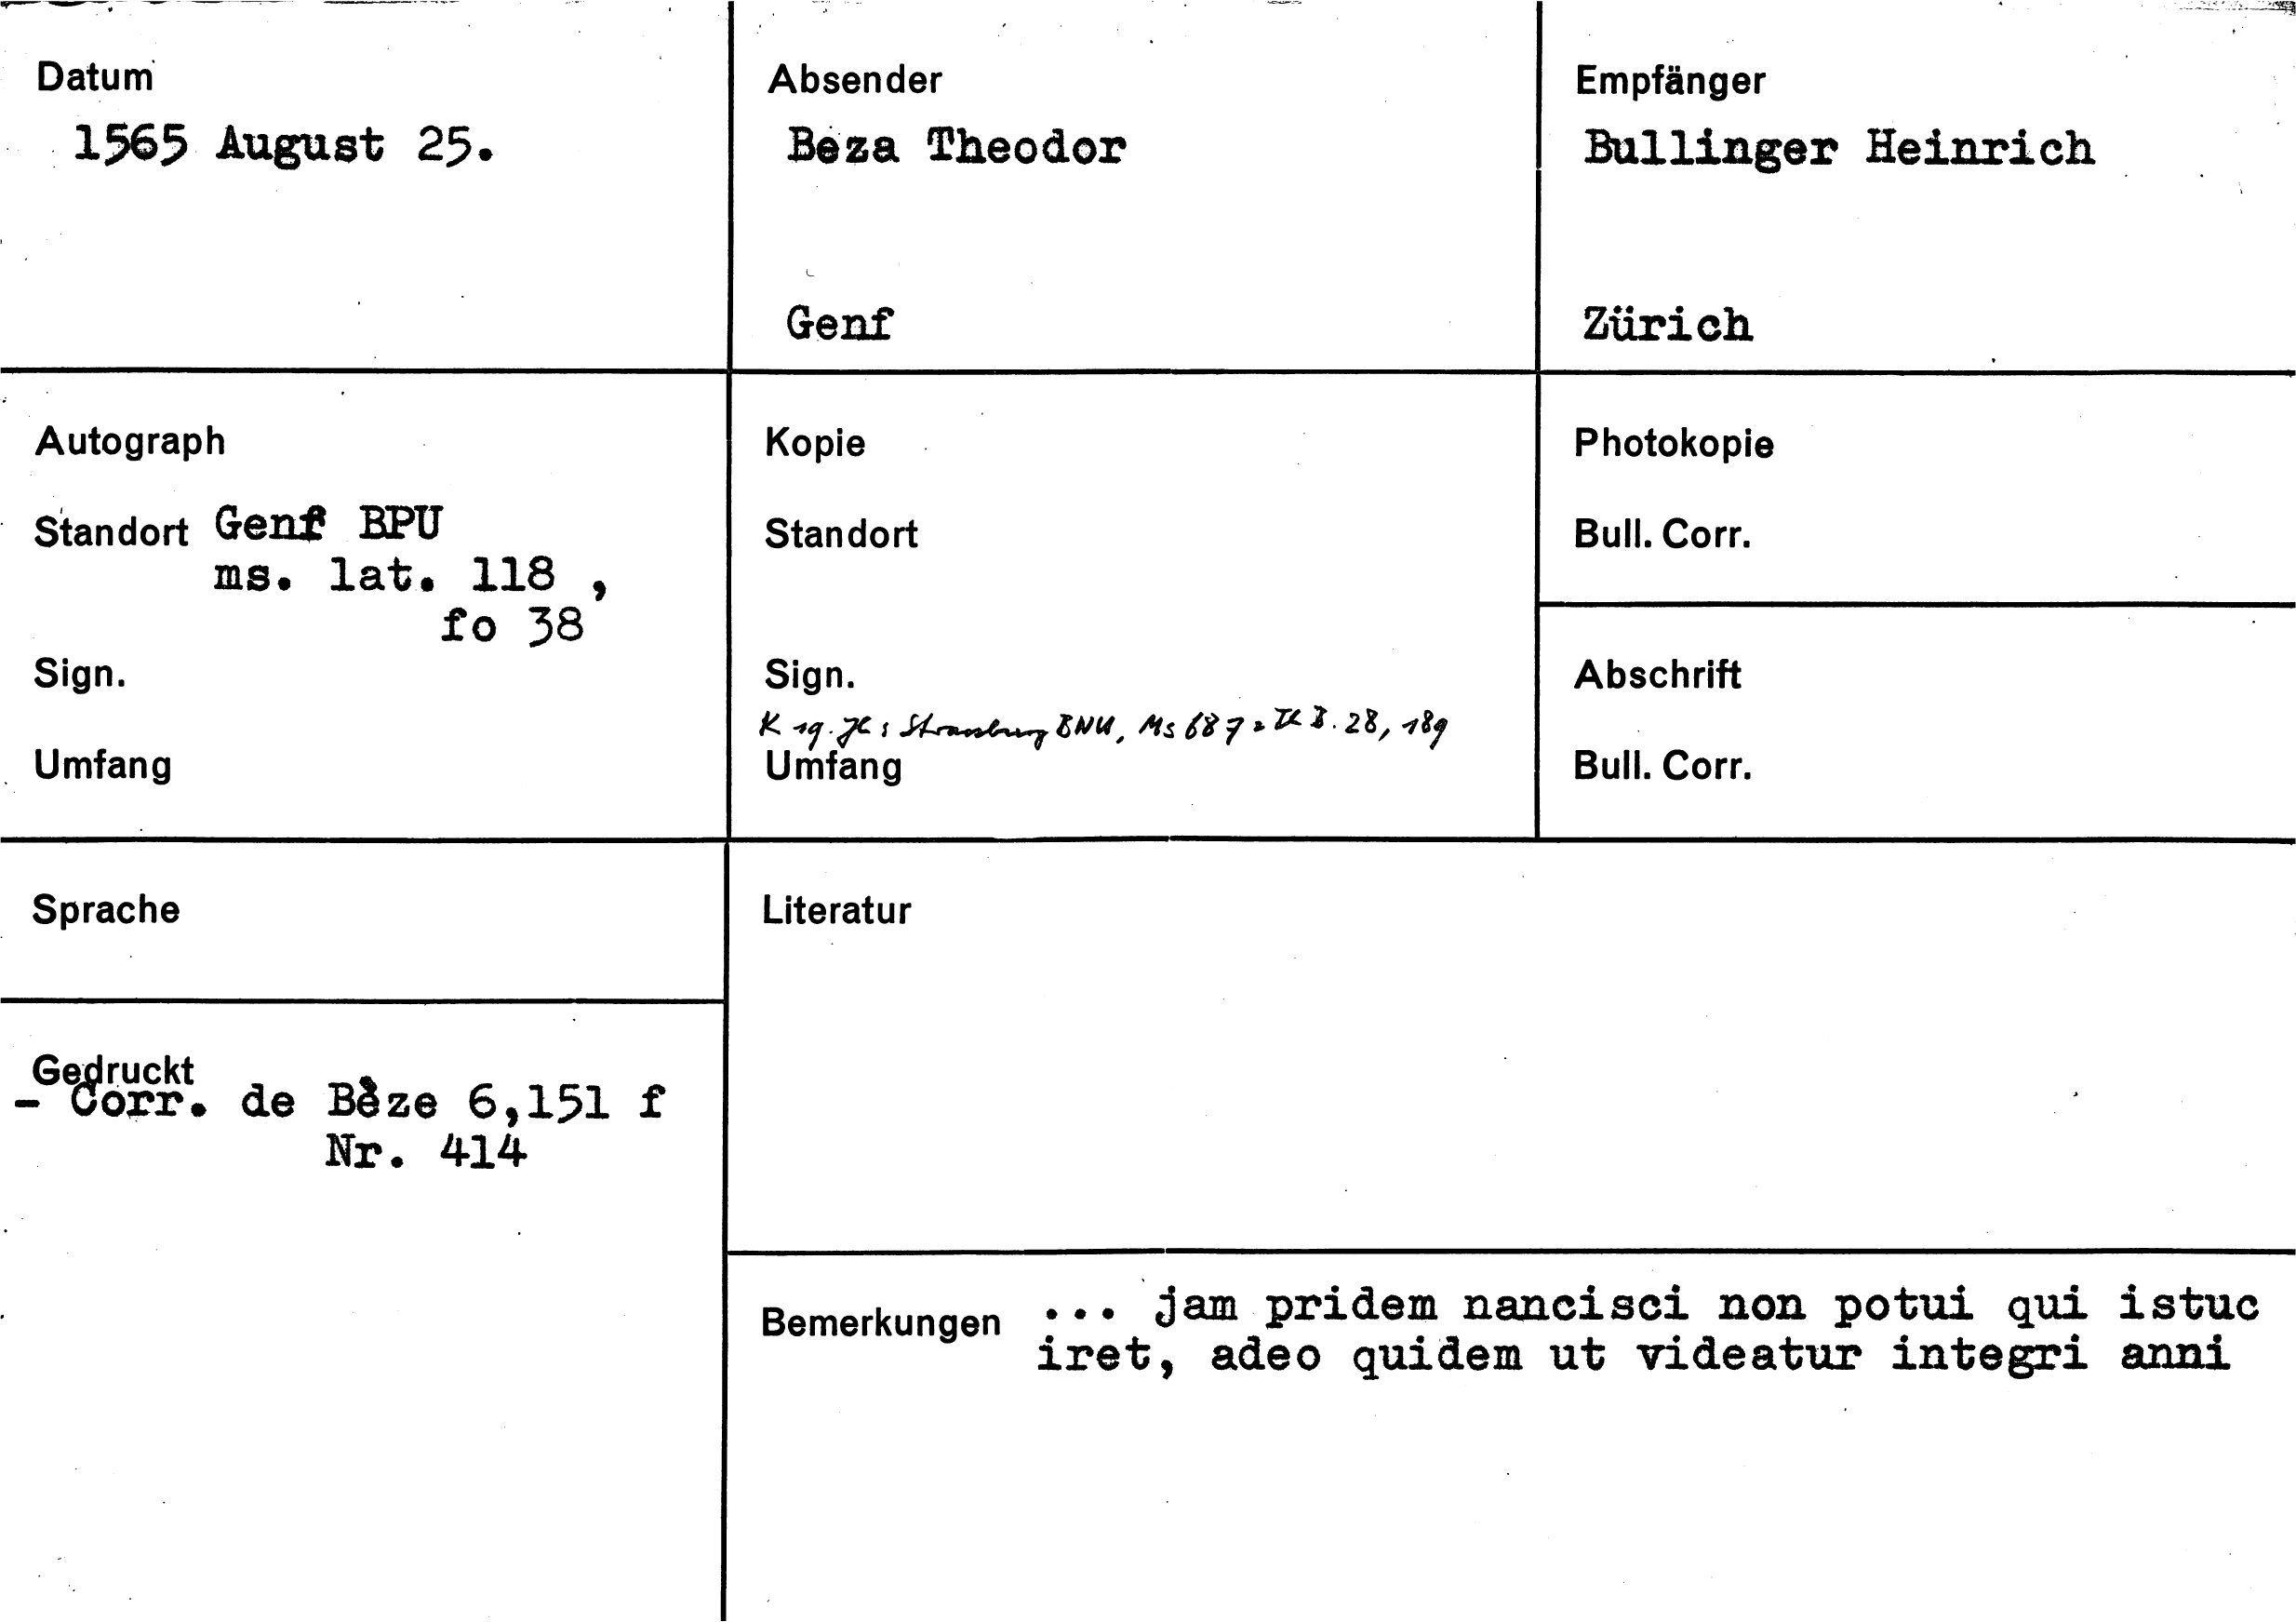 Datum
1565 August 25.
Absender
Beza Theodor
Genf
Empfänger
Bullinger Heinrich
Zürich
Autograph
Standort Genf BPU
ms. lat. 118 ,
fo 38
Sign.
Umfang
Kopie
Standort
Sign.
K 19. Jh: Strassburg BNU, Ms 687 = Th B. 28, 189
Umfang
Photokopie
Bull. Corr.
Abschrift
Bull. Corr.
Sprache
Gedruckt
- Corr. de Bèze 6,151 f
Nr. 414
Literatur
Bemerkungen ... jam pridem nancisci non potui qui istuc
iret, adeo quidem ut videatur integri anni